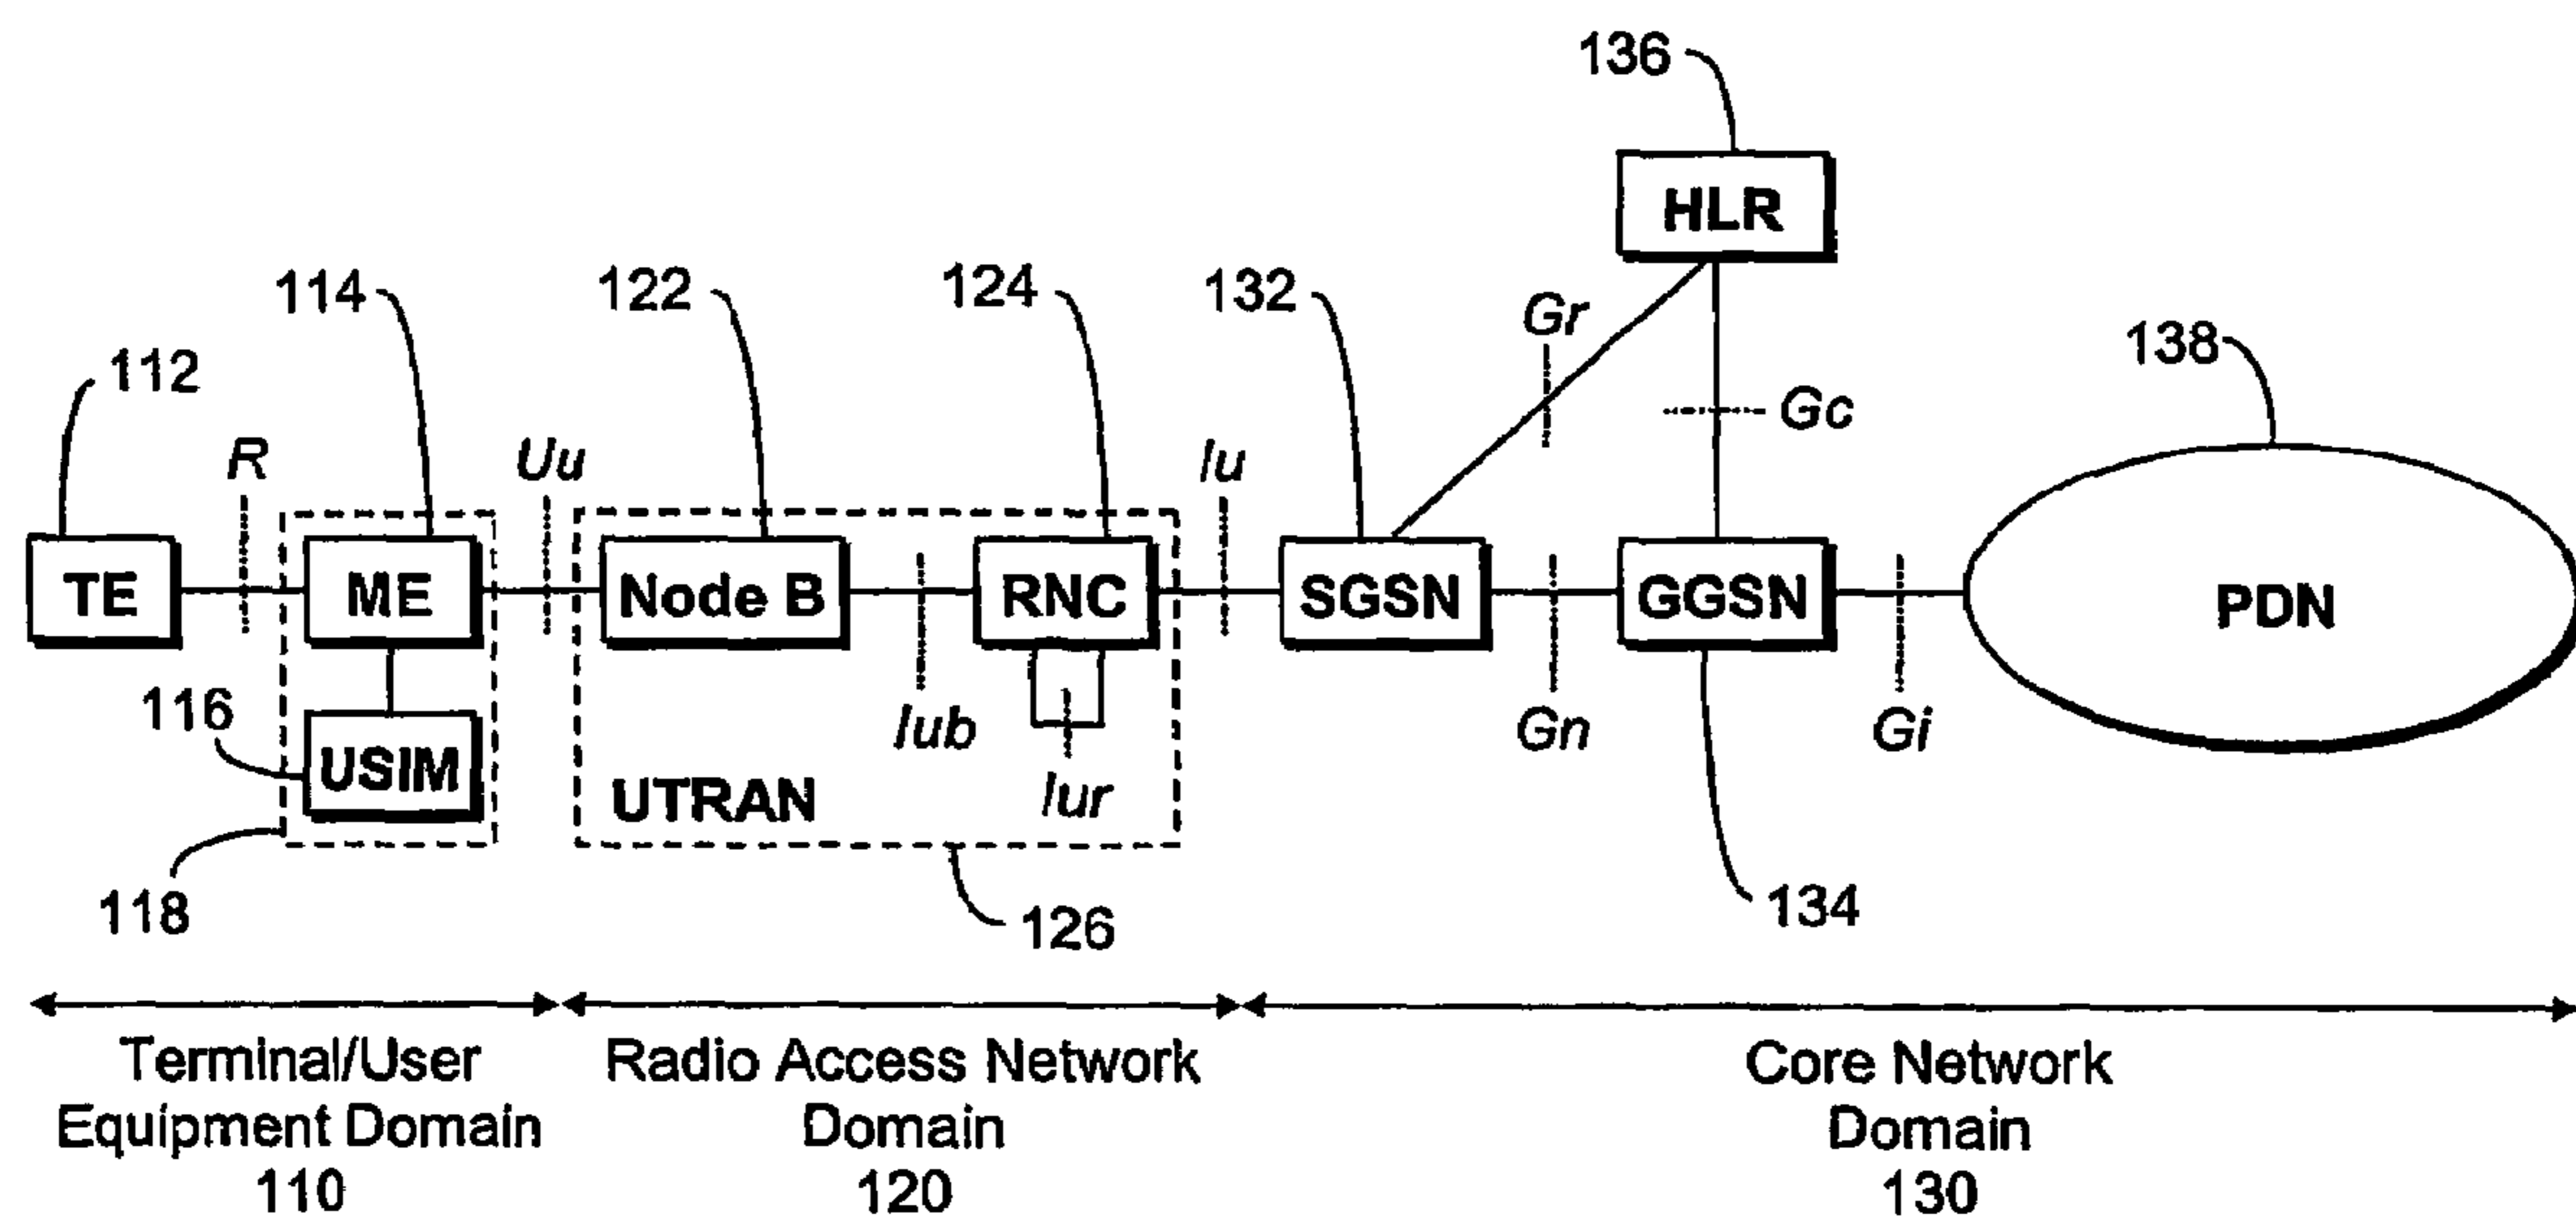 136
HLR
114
122
124
132
Gr
138
112
Gc
R
Uu
Iu
TE
ME
Node B
RNC
SGSN
GGSN
PDN
116
USIM
Iub
Gn
Gi
UTRAN
Iur
118
126
134
Terminal/User
Equipment Domain
110
Radio Access Network
Domain
120
Core Network
Domain
130